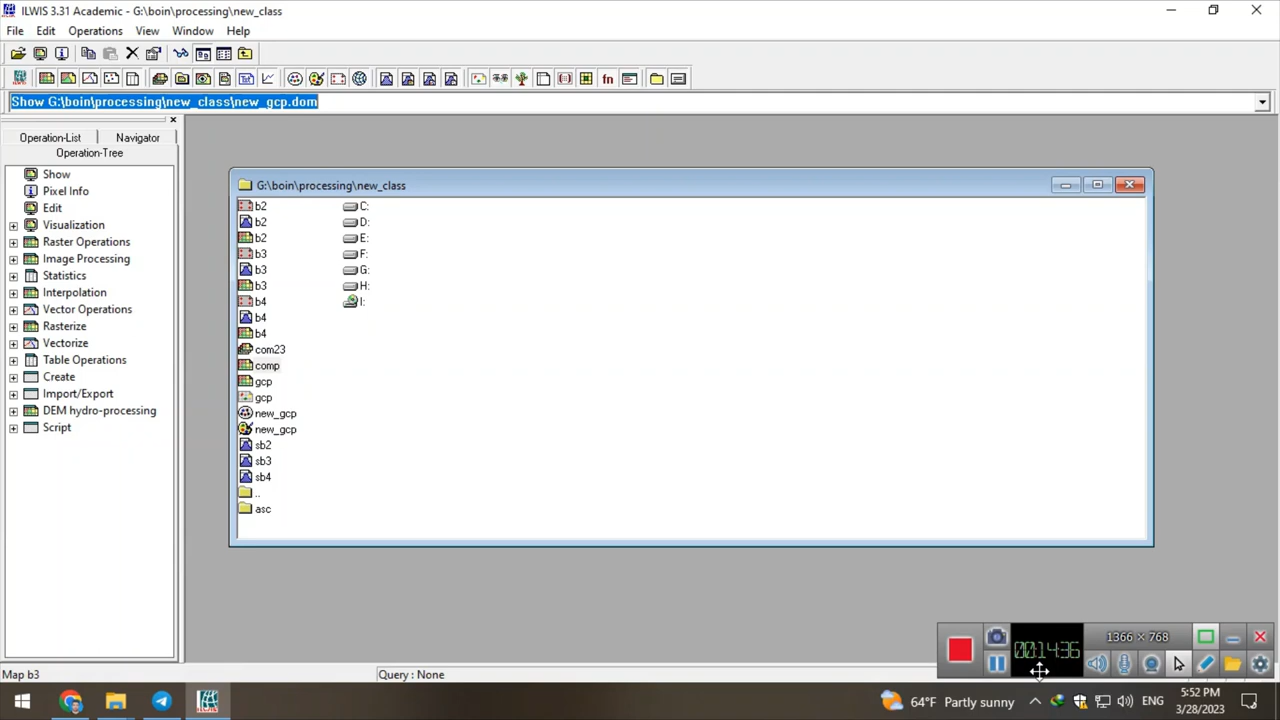 ILWIS 3.31 Academic - G:\boin\processing\new_class
File Edit Operations View Window Help
Show G:\boin\processing\new_class\new_gcp.dom
Operation-List Navigator
Operation-Tree
Show
Pixel Info
Edit
Visualization
Raster Operations
Image Processing
Statistics
Interpolation
Vector Operations
Rasterize
Vectorize
Table Operations
Create
Import/Export
DEM hydro-processing
Script
G:\boin\processing\new_class
b2 C:
b2 D:
b2 E:
b3 F:
b3 G:
b3 H:
b4 I:
b4
b4
com23
comp
gcp
gcp
new_gcp
new_gcp
sb2
sb3
sb4
..
asc
1366 × 768
00:14:36
Map b3 Query : None
64°F Partly sunny ENG 5:52 PM
3/28/2023